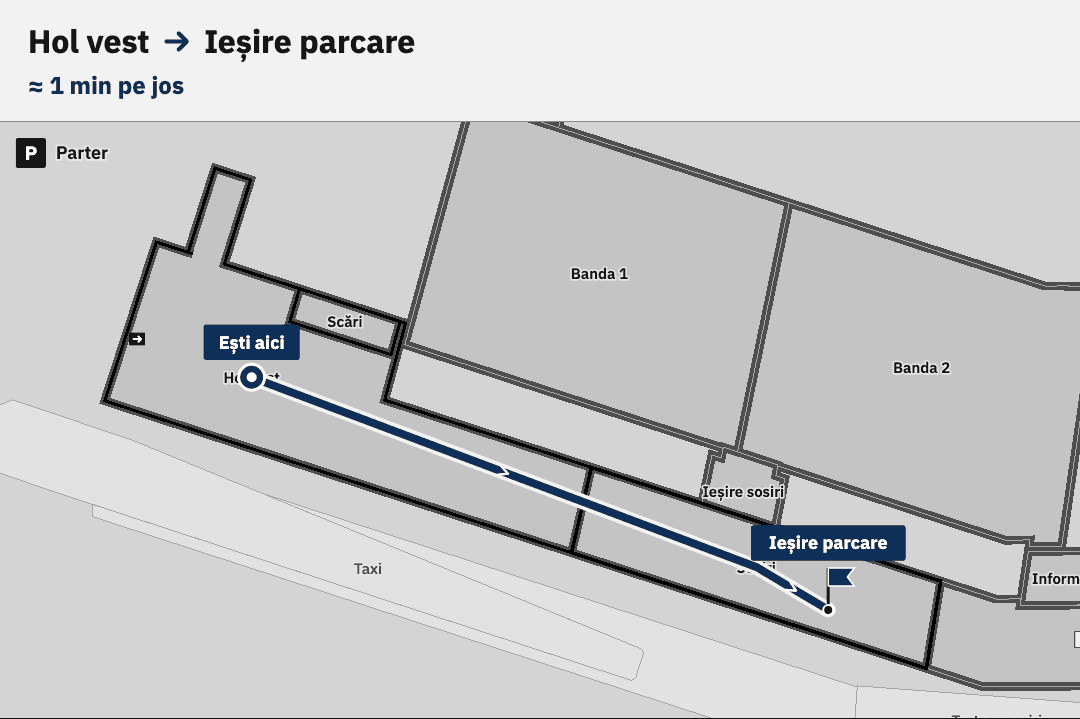 Hol vest → Ieșire parcare
≈ 1 min pe jos
P Parter
Banda 1
Scări
Ești aici
Banda 2
Ieșire sosiri
Ieșire parcare
Taxi
Inform